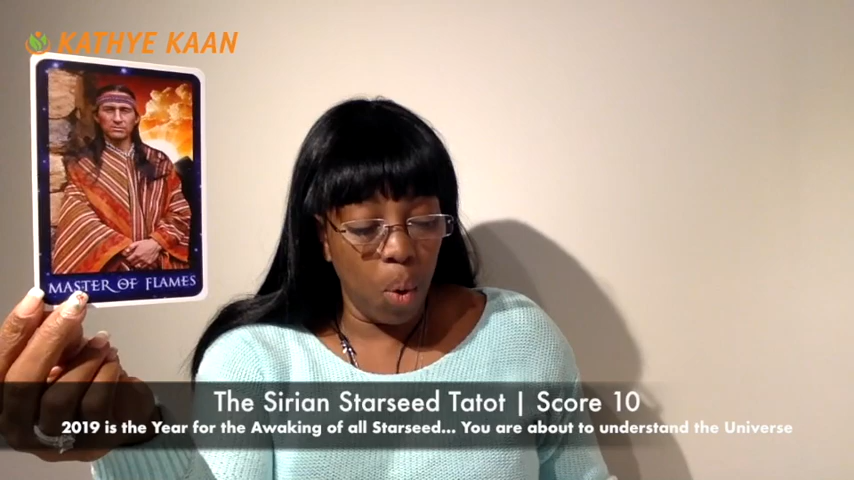 KATHYE KAAN
MASTER OF FLAMES
The Sirian Starseed Tatot | Score 10
2019 is the Year for the Awaking of all Starseed... You are about to understand the Universe